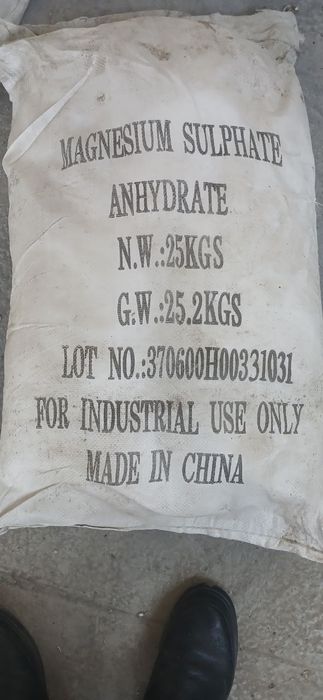 MAGNESIUM SULPHATE
ANHYDRATE
N.W.:25KGS
G.W.:25.2KGS
LOT NO.:370600H00331031
FOR INDUSTRIAL USE ONLY
MADE IN CHINA